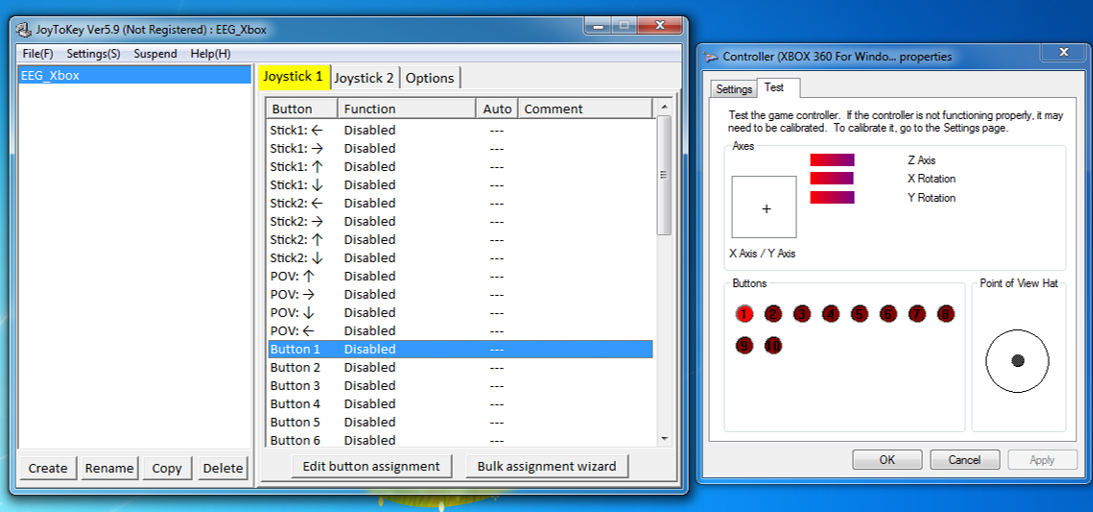 JoyToKey Ver5.9 (Not Registered) : EEG_Xbox
File(F) Settings(S) Suspend Help(H)
EEG_Xbox
Joystick 1 Joystick 2 Options
Button Function Auto Comment
Stick1: ← Disabled ---
Stick1: → Disabled ---
Stick1: ↑ Disabled ---
Stick1: ↓ Disabled ---
Stick2: ← Disabled ---
Stick2: → Disabled ---
Stick2: ↑ Disabled ---
Stick2: ↓ Disabled ---
POV: ↑ Disabled ---
POV: → Disabled ---
POV: ↓ Disabled ---
POV: ← Disabled ---
Button 1 Disabled ---
Button 2 Disabled ---
Button 3 Disabled ---
Button 4 Disabled ---
Button 5 Disabled ---
Button 6 Disabled ---
Create Rename Copy Delete
Edit button assignment Bulk assignment wizard
Controller (XBOX 360 For Windo... properties
Settings Test
Test the game controller. If the controller is not functioning properly, it may
need to be calibrated. To calibrate it, go to the Settings page.
Axes
Z Axis
X Rotation
Y Rotation
X Axis / Y Axis
Buttons
1 2 3 4 5 6 7 8
9 10
Point of View Hat
OK Cancel Apply